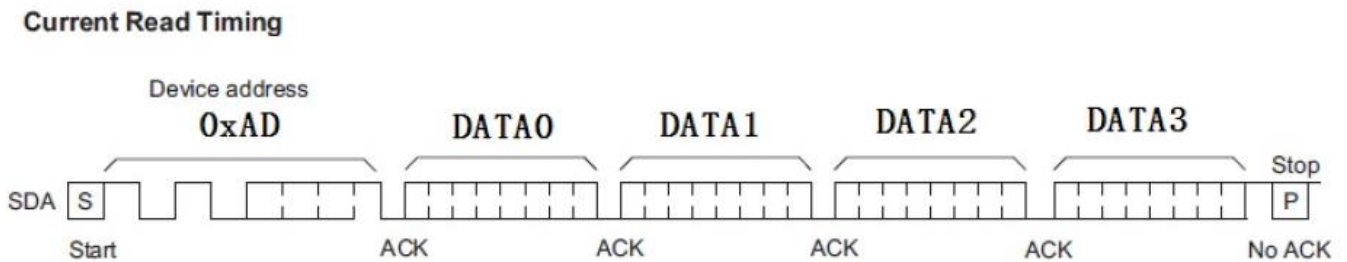 Current Read Timing
Device address
0xAD DATA0 DATA1 DATA2 DATA3
Stop
SDA S P
Start ACK ACK ACK ACK No ACK